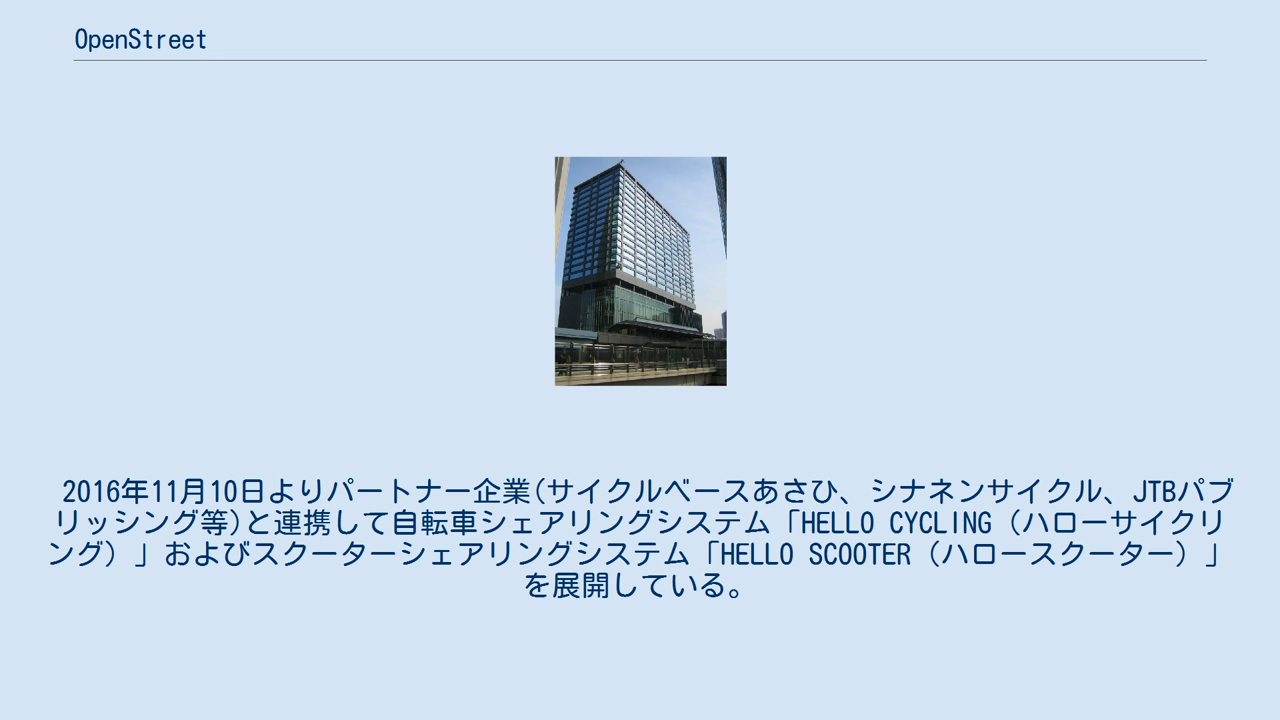 OpenStreet
2016年11月10日よりパートナー企業(サイクルベースあさひ、シナネンサイクル、JTBパブ
リッシング等)と連携して自転車シェアリングシステム「HELLO CYCLING（ハローサイクリ
ング）」およびスクーターシェアリングシステム「HELLO SCOOTER（ハロースクーター）」
を展開している。